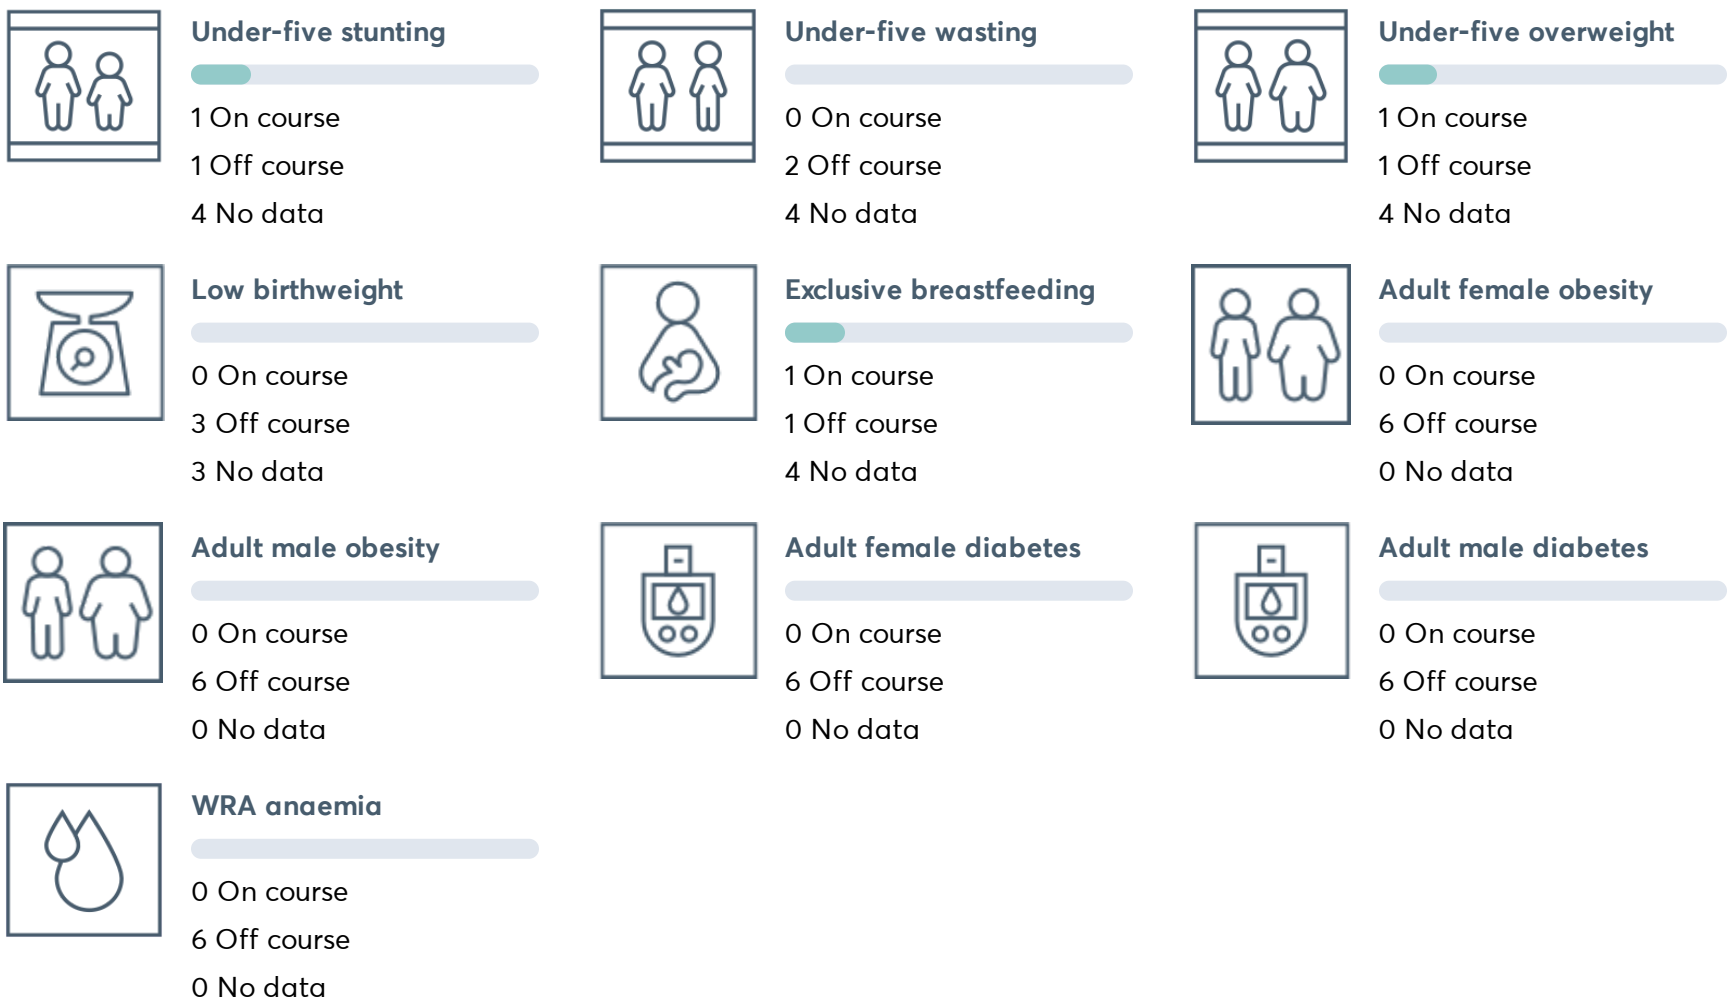 Under-five stunting
1 On course
1 Off course
4 No data
Under-five wasting
0 On course
2 Off course
4 No data
Under-five overweight
1 On course
1 Off course
4 No data
Low birthweight
0 On course
3 Off course
3 No data
Exclusive breastfeeding
1 On course
1 Off course
4 No data
Adult female obesity
0 On course
6 Off course
0 No data
Adult male obesity
0 On course
6 Off course
0 No data
Adult female diabetes
0 On course
6 Off course
0 No data
Adult male diabetes
0 On course
6 Off course
0 No data
WRA anaemia
0 On course
6 Off course
0 No data